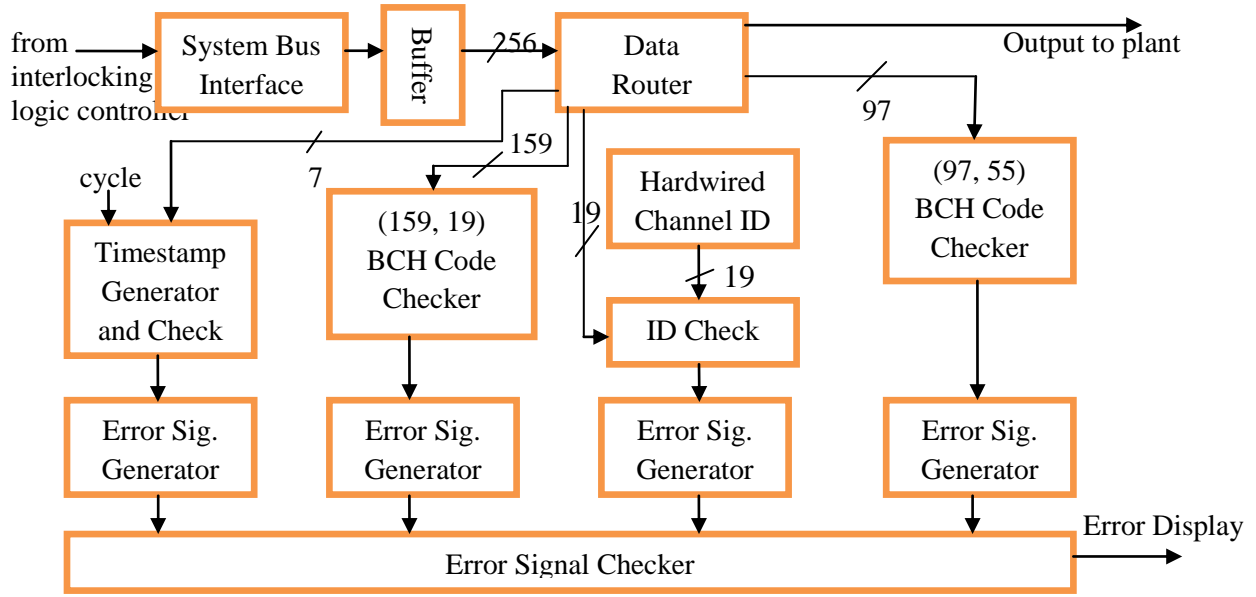 from
interlocking
logic controller
System Bus
Interface
Buffer
256
Data
Router
Output to plant
97
7
159
19
cycle
Timestamp
Generator
and Check
(159, 19)
BCH Code
Checker
Hardwired
Channel ID
19
ID Check
(97, 55)
BCH Code
Checker
Error Sig.
Generator
Error Sig.
Generator
Error Sig.
Generator
Error Sig.
Generator
Error Signal Checker
Error Display